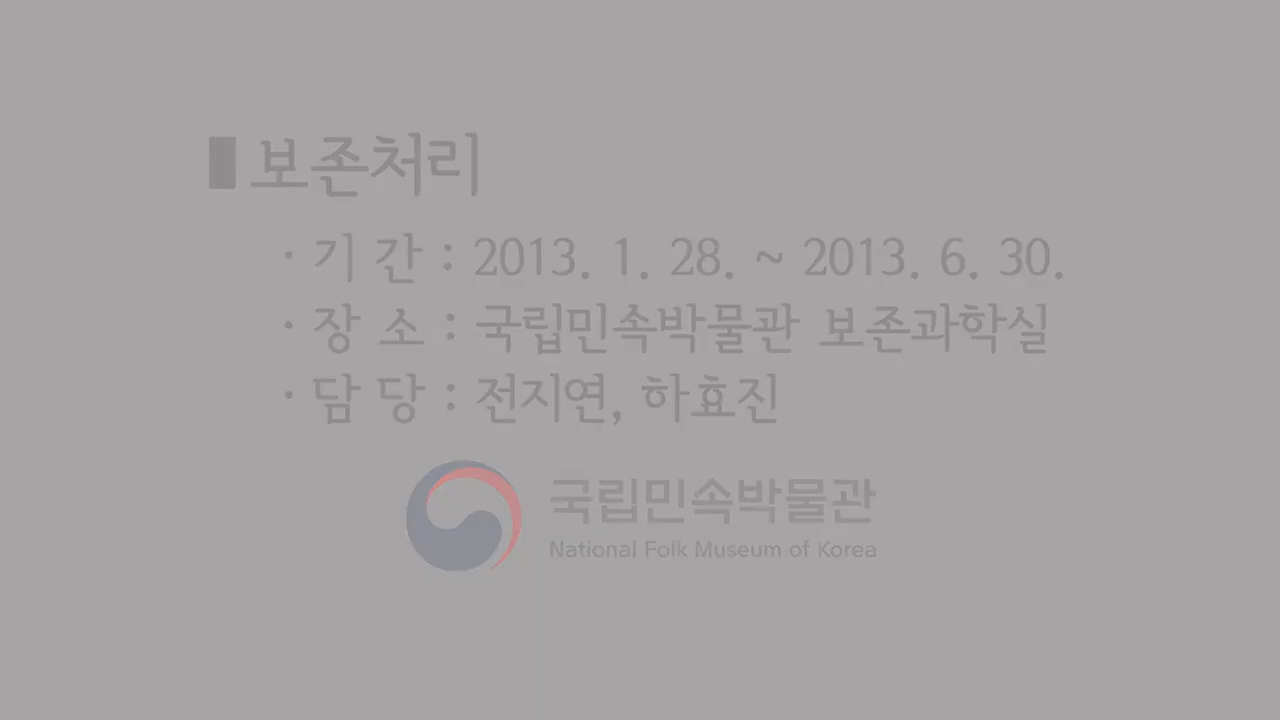 보존처리
· 기 간 : 2013. 1. 28. ~ 2013. 6. 30.
· 장 소 : 국립민속박물관 보존과학실
· 담 당 : 전지연, 하효진
국립민속박물관
National Folk Museum of Korea